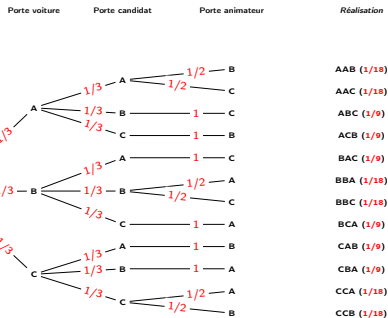 Porte voiture Porte candidat Porte animateur Réalisation
1/2 B AAB (1/18)
1/3 A
1/2 C AAC (1/18)
A 1/3 B 1 C ABC (1/9)
1/3 C 1 B ACB (1/9)
1/3
A 1 C BAC (1/9)
1/3
1/2 A BBA (1/18)
1/3 B 1/3 B
1/2 C BBC (1/18)
1/3 C 1 A BCA (1/9)
1/3 1/3 A 1 B CAB (1/9)
C 1/3 B 1 A CBA (1/9)
1/2 A CCA (1/18)
1/3 C
1/2 B CCB (1/18)